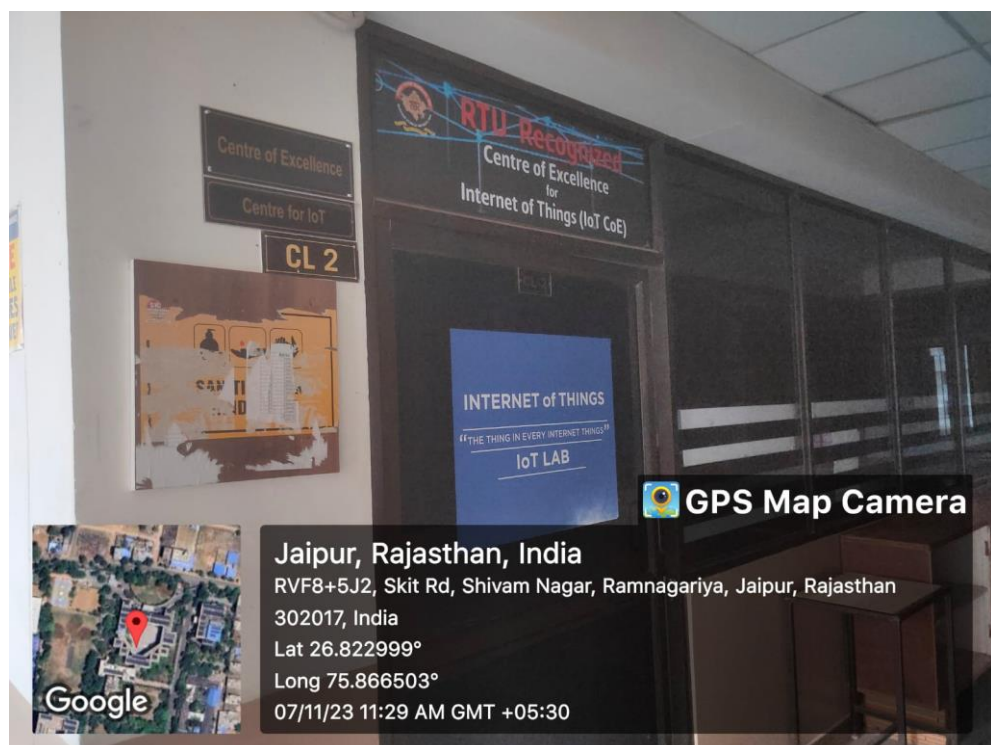 Centre of Excellence
Centre for IoT
CL 2
RTU Recognized
Centre of Excellence
for
Internet of Things (IoT CoE)
INTERNET of THINGS
"THE THING IN EVERY INTERNET THINGS"
IoT LAB
GPS Map Camera
Google
Jaipur, Rajasthan, India
RVF8+5J2, Skit Rd, Shivam Nagar, Ramnagariya, Jaipur, Rajasthan
302017, India
Lat 26.822999°
Long 75.866503°
07/11/23 11:29 AM GMT +05:30